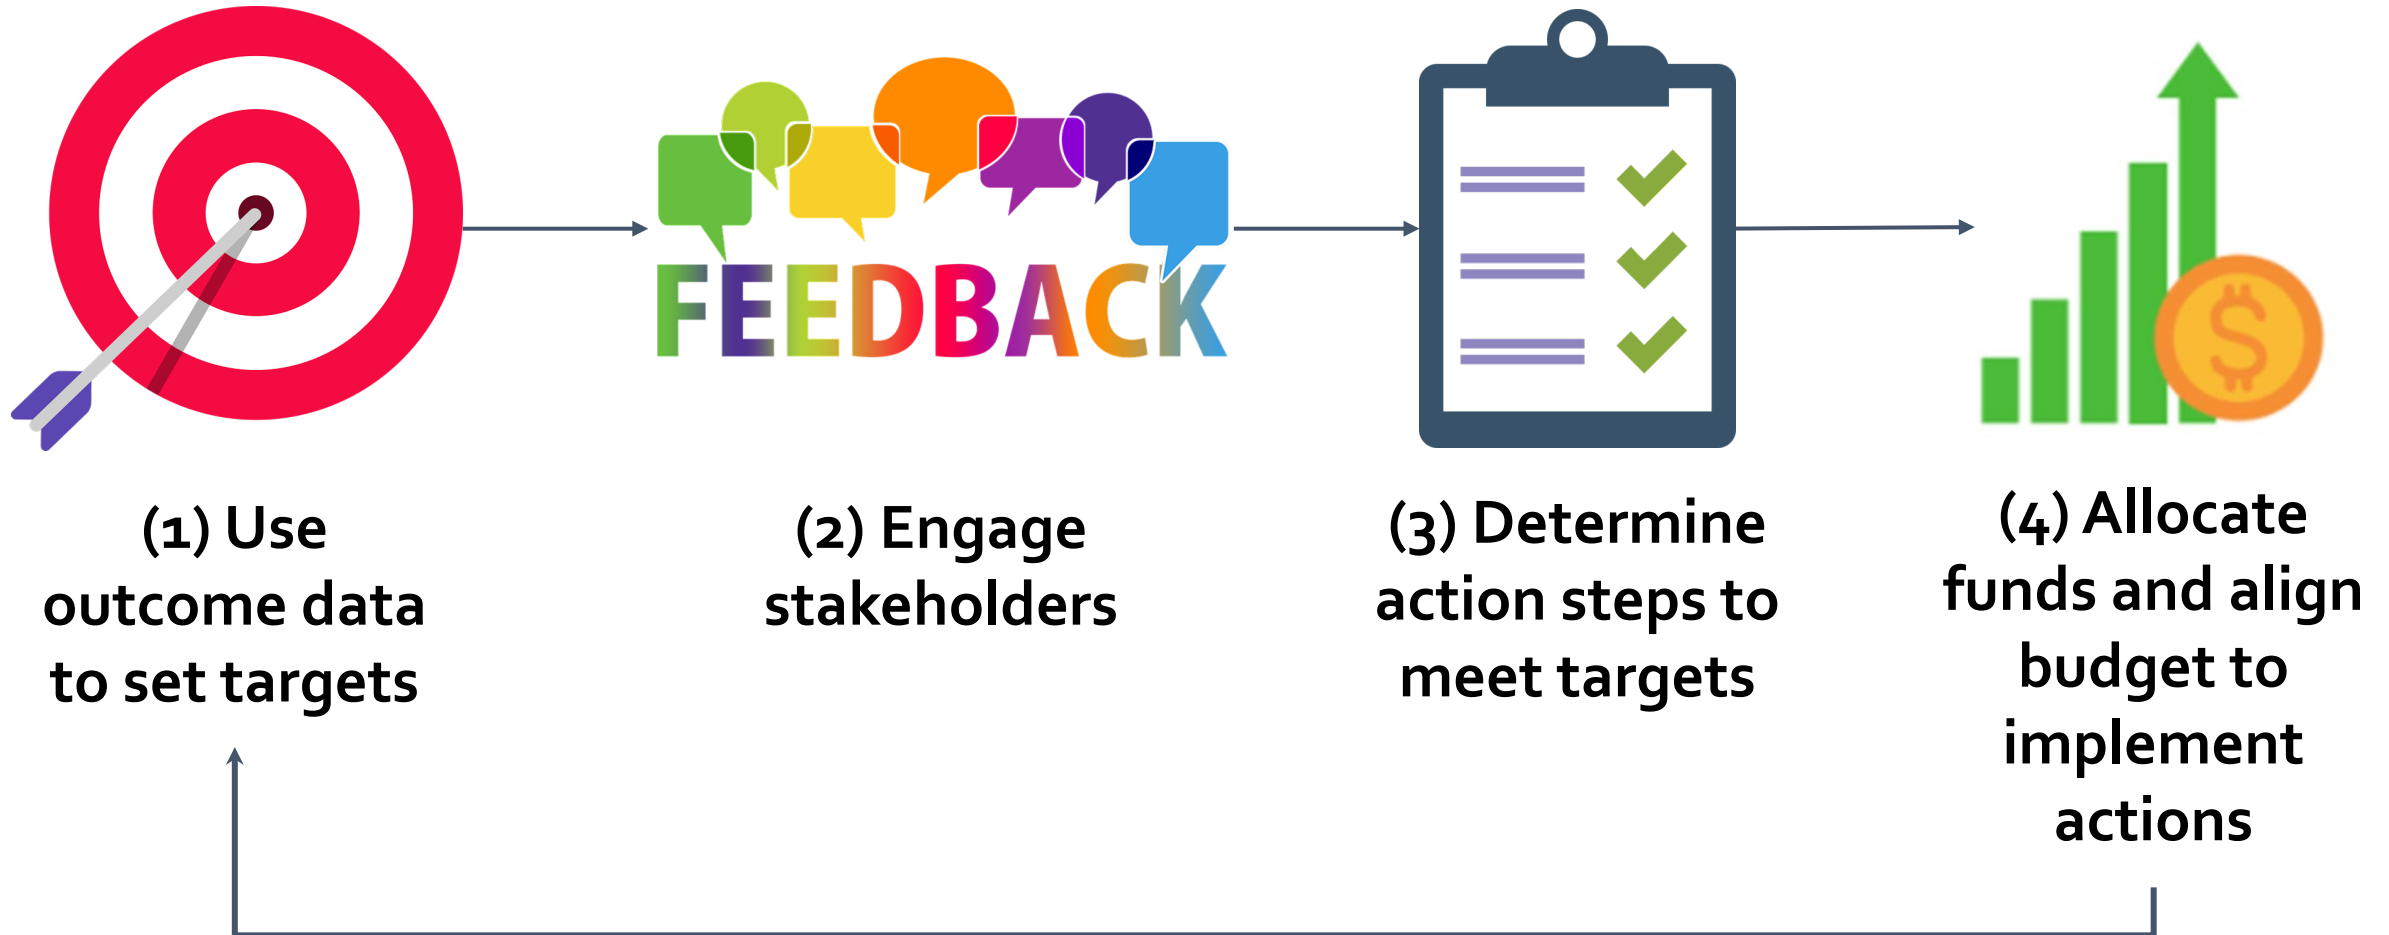 FEEDBACK
(1) Use
outcome data
to set targets
(2) Engage
stakeholders
(3) Determine
action steps to
meet targets
(4) Allocate
funds and align
budget to
implement
actions
$